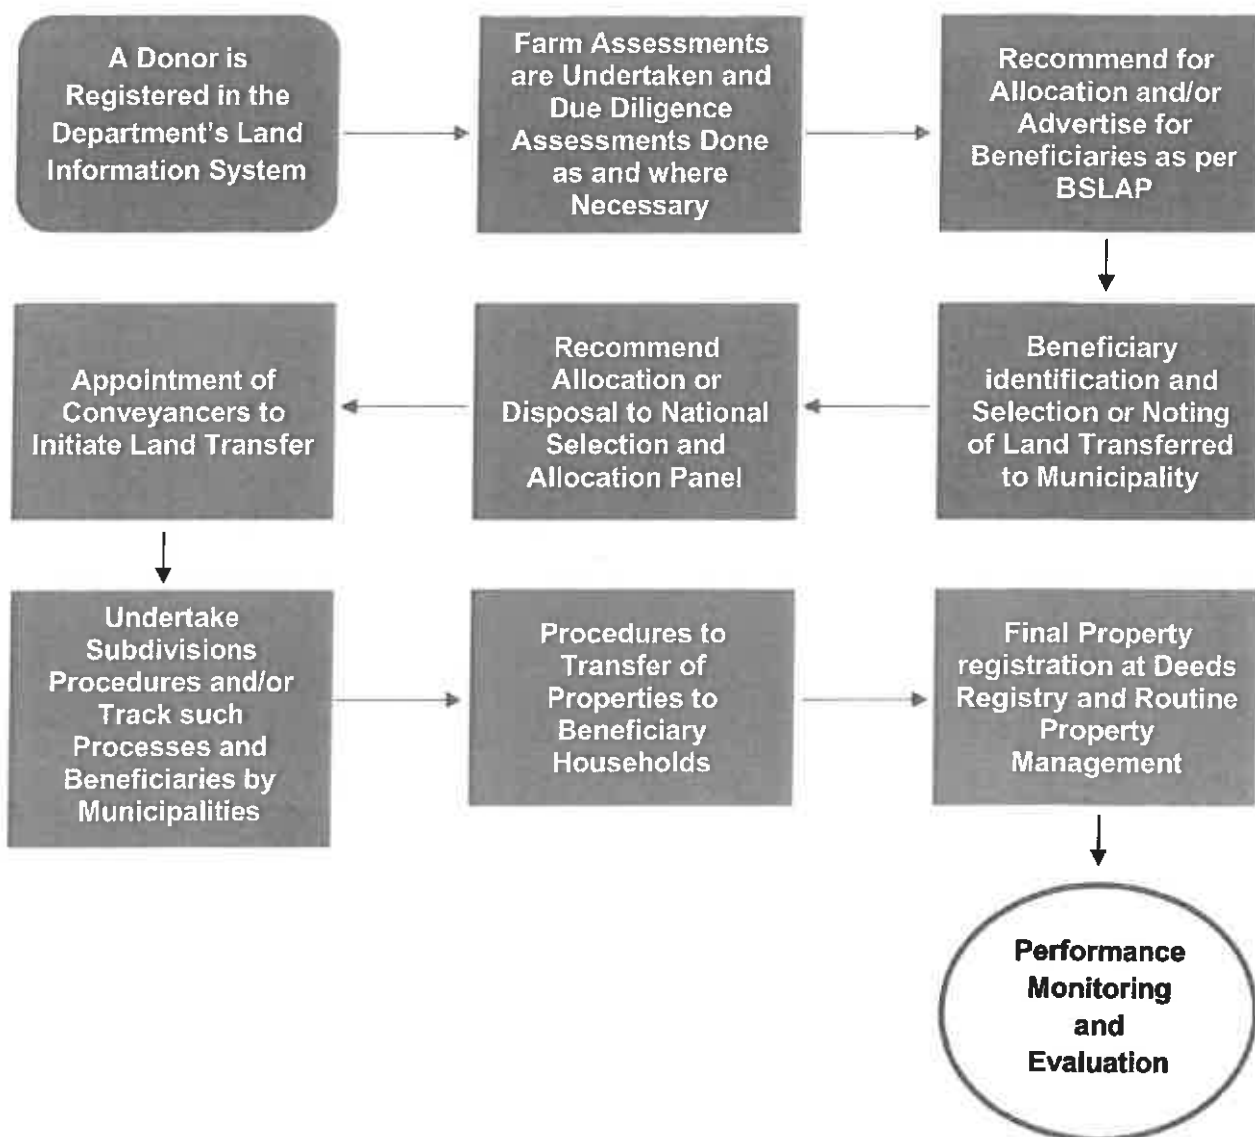 A Donor is
Registered in the
Department's Land
Information System
Farm Assessments
are Undertaken and
Due Diligence
Assessments Done
as and where
Necessary
Recommend for
Allocation and/or
Advertise for
Beneficiaries as per
BSLAP
Beneficiary
identification and
Selection or Noting
of Land Transferred
to Municipality
Recommend
Allocation or
Disposal to National
Selection and
Allocation Panel
Appointment of
Conveyancers to
Initiate Land Transfer
Undertake
Subdivisions
Procedures and/or
Track such
Processes and
Beneficiaries by
Municipalities
Procedures to
Transfer of
Properties to
Beneficiary
Households
Final Property
registration at Deeds
Registry and Routine
Property
Management
Performance
Monitoring
and
Evaluation